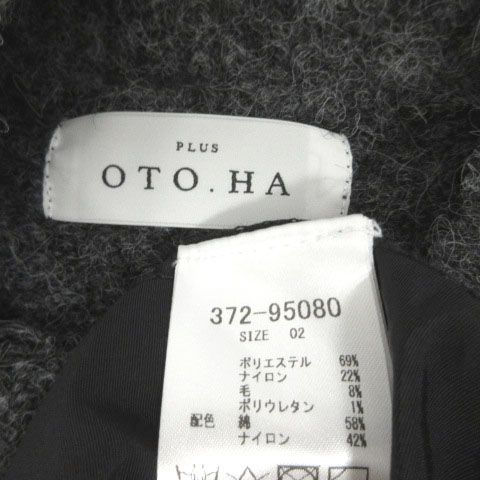 PLUS
OTO.HA
372-95080
SIZE 02
ポリエステル 69%
ナイロン 22%
毛 8%
ポリウレタン 1%
配色 綿 58%
ナイロン 42%